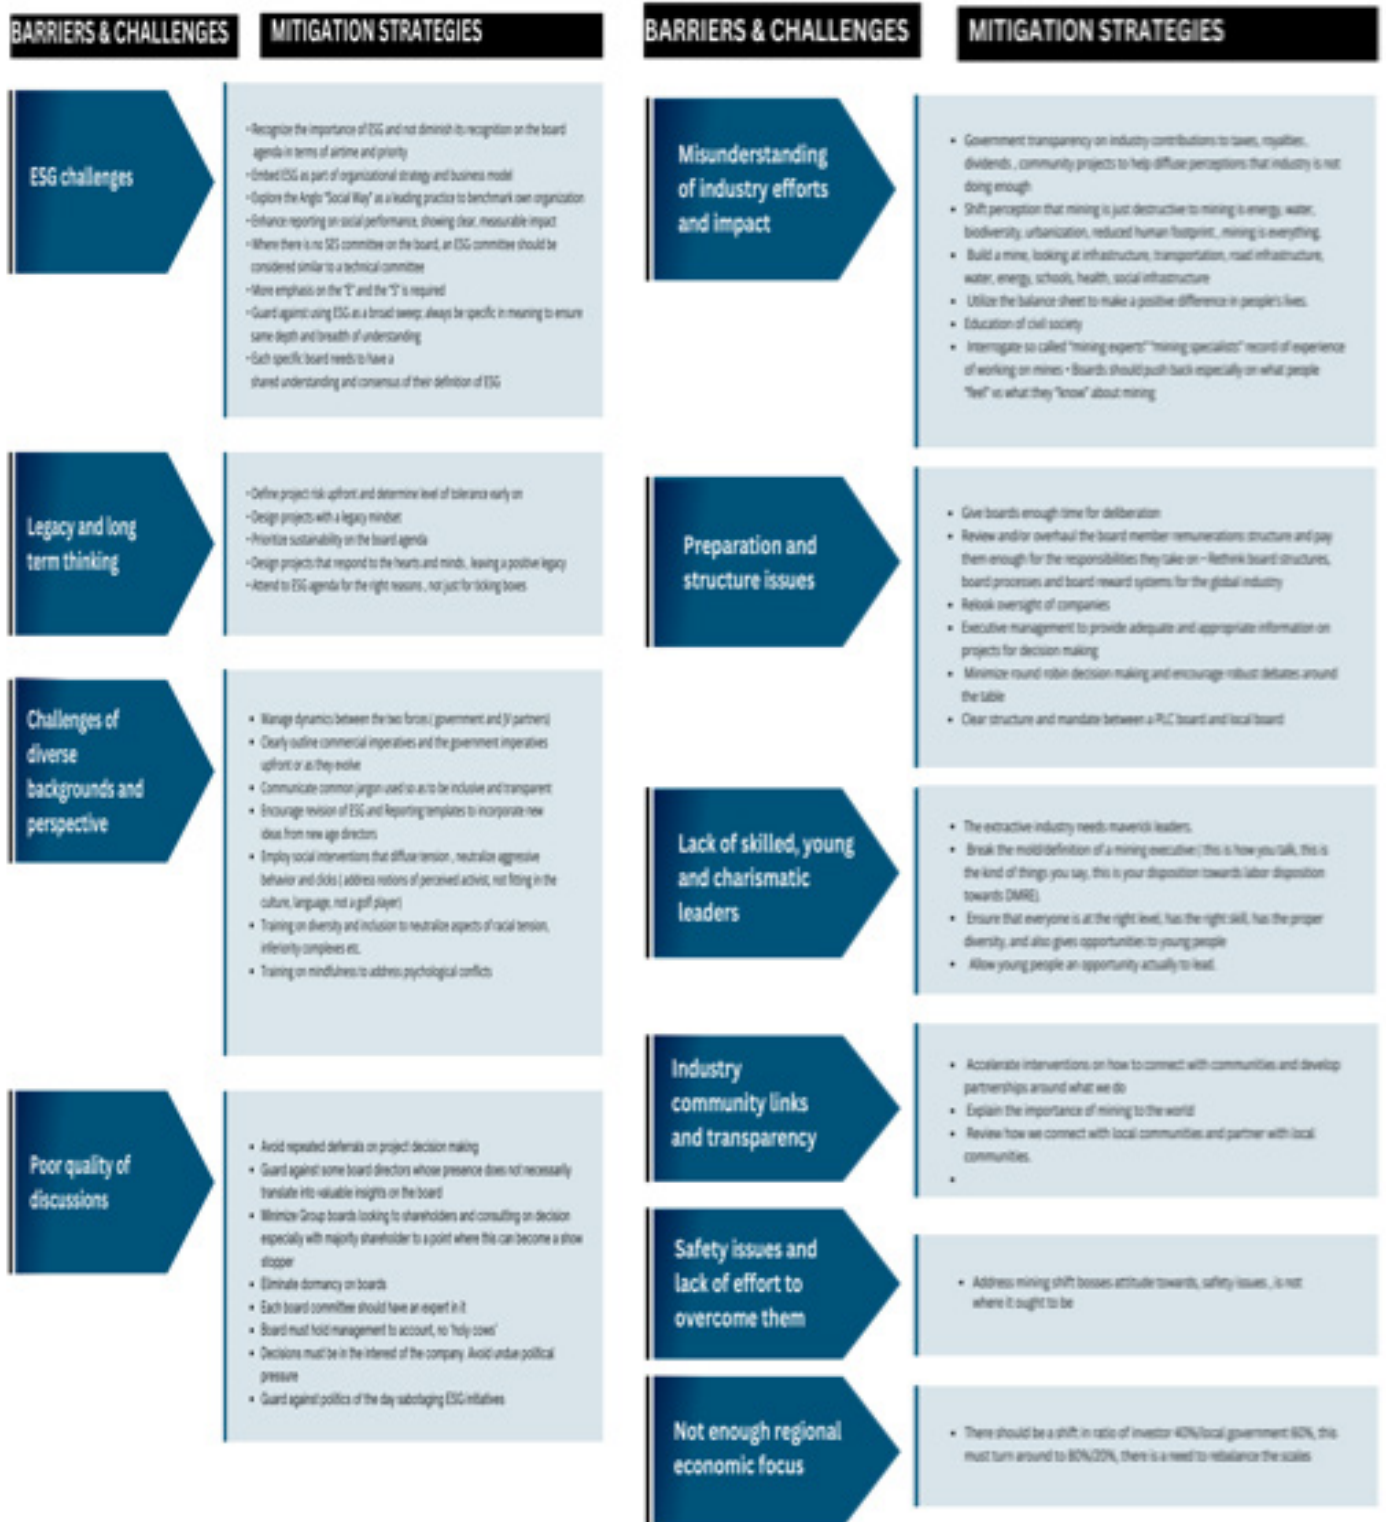 BARRIERS & CHALLENGES
MITIGATION STRATEGIES
ESG challenges
• Recognize the importance of ESG and not diminish its recognition on the board
agenda in terms of airtime and priority
• Embed ESG as part of organizational strategy and business model
• Explore the Anglo "Social Way" as a leading practice to benchmark own organization
• Enhance reporting on social performance, showing clear, measurable impact
• Where there is no SES committee on the board, an ESG committee should be
considered similar to a technical committee
• More emphasis on the "E" and the "S" is required
• Guard against using ESG as a broad sweep; always be specific in meaning to ensure
same depth and breadth of understanding
• Each specific board needs to have a
shared understanding and consensus of their definition of ESG
Legacy and long
term thinking
• Define project risk upfront and determine level of tolerance early on
• Design projects with a legacy mindset
• Prioritize sustainability on the board agenda
• Design projects that respond to the hearts and minds, leaving a positive legacy
• Attend to ESG agenda for the right reasons, not just for ticking boxes
Challenges of
diverse
backgrounds and
perspective
• Manage dynamics between the two forces ( government and JV partners)
• Clearly outline commercial imperatives and the government imperatives
upfront or as they evolve
• Communicate common jargon used so as to be inclusive and transparent
• Encourage revision of ESG and Reporting templates to incorporate new
ideas from new age directors
• Employ social interventions that diffuse tension , neutralize aggressive
behavior and clicks ( address notions of perceived activist, not fitting in the
culture, language, not a golf player)
• Training on diversity and inclusion to neutralize aspects of racial tension,
inferiority complexes etc.
• Training on mindfulness to address psychological conflicts
Poor quality of
discussions
• Avoid repeated deferrals on project decision making
• Guard against some board directors whose presence does not necessarily
translate into valuable insights on the board
• Minimize Group boards looking to shareholders and consulting on decision
especially with majority shareholder to a point where this can become a show
stopper
• Eliminate dormancy on boards
• Each board committee should have an expert in it
• Board must hold management to account, no 'holy cows'
• Decisions must be in the interest of the company. Avoid undue political
pressure
• Guard against politics of the day sabotaging ESG initiatives
BARRIERS & CHALLENGES
MITIGATION STRATEGIES
Misunderstanding
of industry efforts
and impact
• Government transparency on industry contributions to taxes, royalties,
dividends , community projects to help diffuse perceptions that industry is not
doing enough
• Shift perception that mining is just destructive to mining is energy, water,
biodiversity, urbanization, reduced human footprint , mining is everything.
• Build a mine, looking at infrastructure, transportation, road infrastructure,
water, energy, schools, health, social infrastructure
• Utilize the balance sheet to make a positive difference in people's lives.
• Education of civil society
• Interrogate so called "mining experts" "mining specialists" record of experience
of working on mines • Boards should push back especially on what people
"feel" vs what they "know" about mining
Preparation and
structure issues
• Give boards enough time for deliberation
• Review and/or overhaul the board member remunerations structure and pay
them enough for the responsibilities they take on – Rethink board structures,
board processes and board reward systems for the global industry
• Relook oversight of companies
• Executive management to provide adequate and appropriate information on
projects for decision making
• Minimize round robin decision making and encourage robust debates around
the table
• Clear structure and mandate between a PLC board and local board
Lack of skilled, young
and charismatic
leaders
• The extractive industry needs maverick leaders.
• Break the mold/definition of a mining executive ( this is how you talk, this is
the kind of things you say, this is your disposition towards labor disposition
towards DMRE).
• Ensure that everyone is at the right level, has the right skill, has the proper
diversity, and also gives opportunities to young people
• Allow young people an opportunity actually to lead.
Industry
community links
and transparency
• Accelerate interventions on how to connect with communities and develop
partnerships around what we do
• Explain the importance of mining to the world
• Review how we connect with local communities and partner with local
communities.
•
Safety issues and
lack of effort to
overcome them
• Address mining shift bosses attitude towards, safety issues , is not
where it ought to be
Not enough regional
economic focus
• There should be a shift in ratio of investor 40%/local government 60%, this
must turn around to 80%/20%, there is a need to rebalance the scales